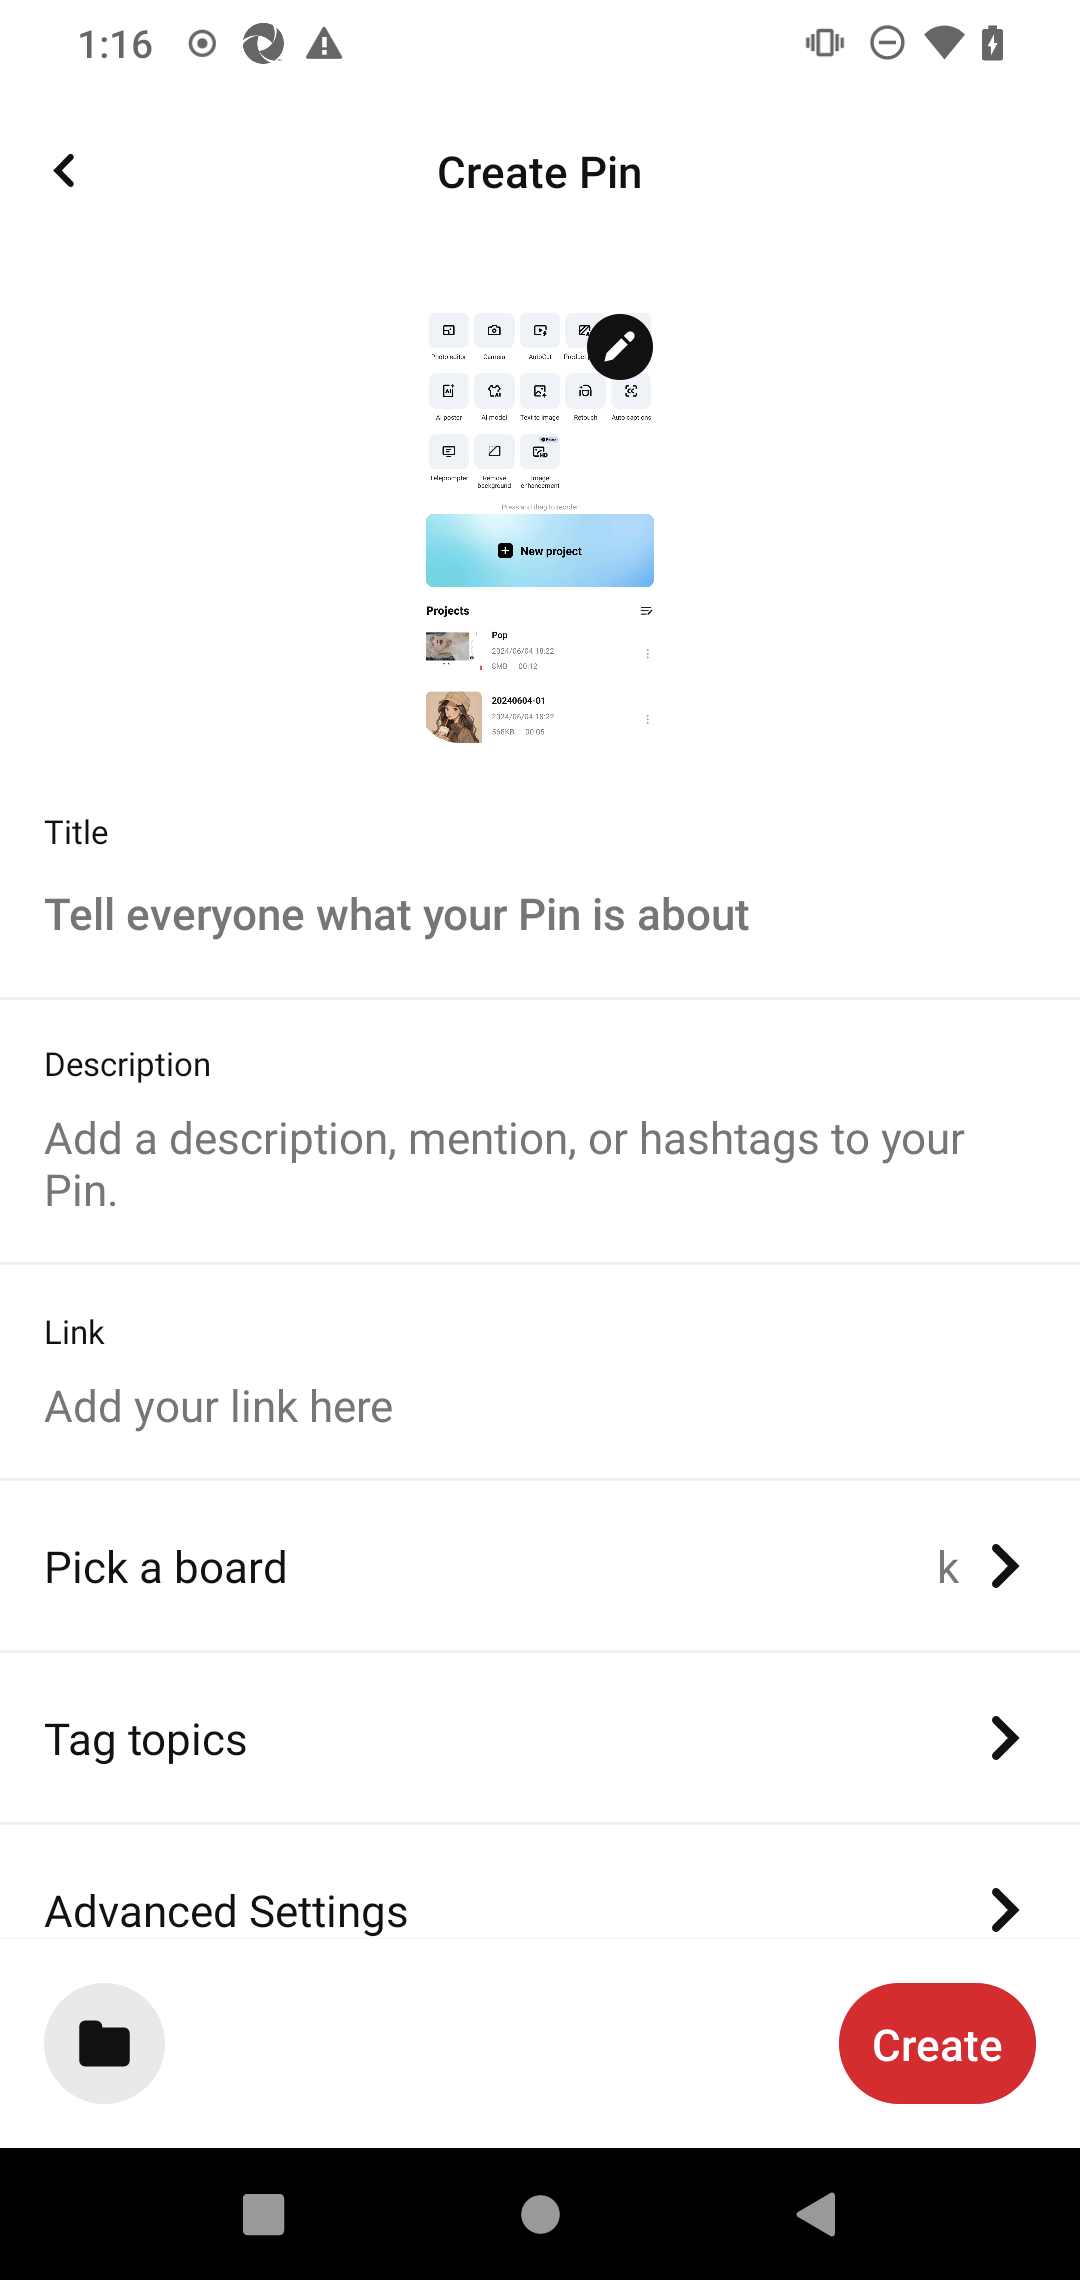 1:16
Create Pin
Photo editor
Camera
AutoCut
Product
AI poster
AI model
Text to image
Retouch
Auto captions
Teleprompter
Remove background
Image enhancement
Press and drag to reorder
New project
Projects
Pop
2024/06/04 18:22
8MB 00:12
20240604-01
2024/06/04 18:22
568KB 00:05
Title
Tell everyone what your Pin is about
Description
Add a description, mention, or hashtags to your
Pin.
Link
Add your link here
Pick a board k
Tag topics
Advanced Settings
Create